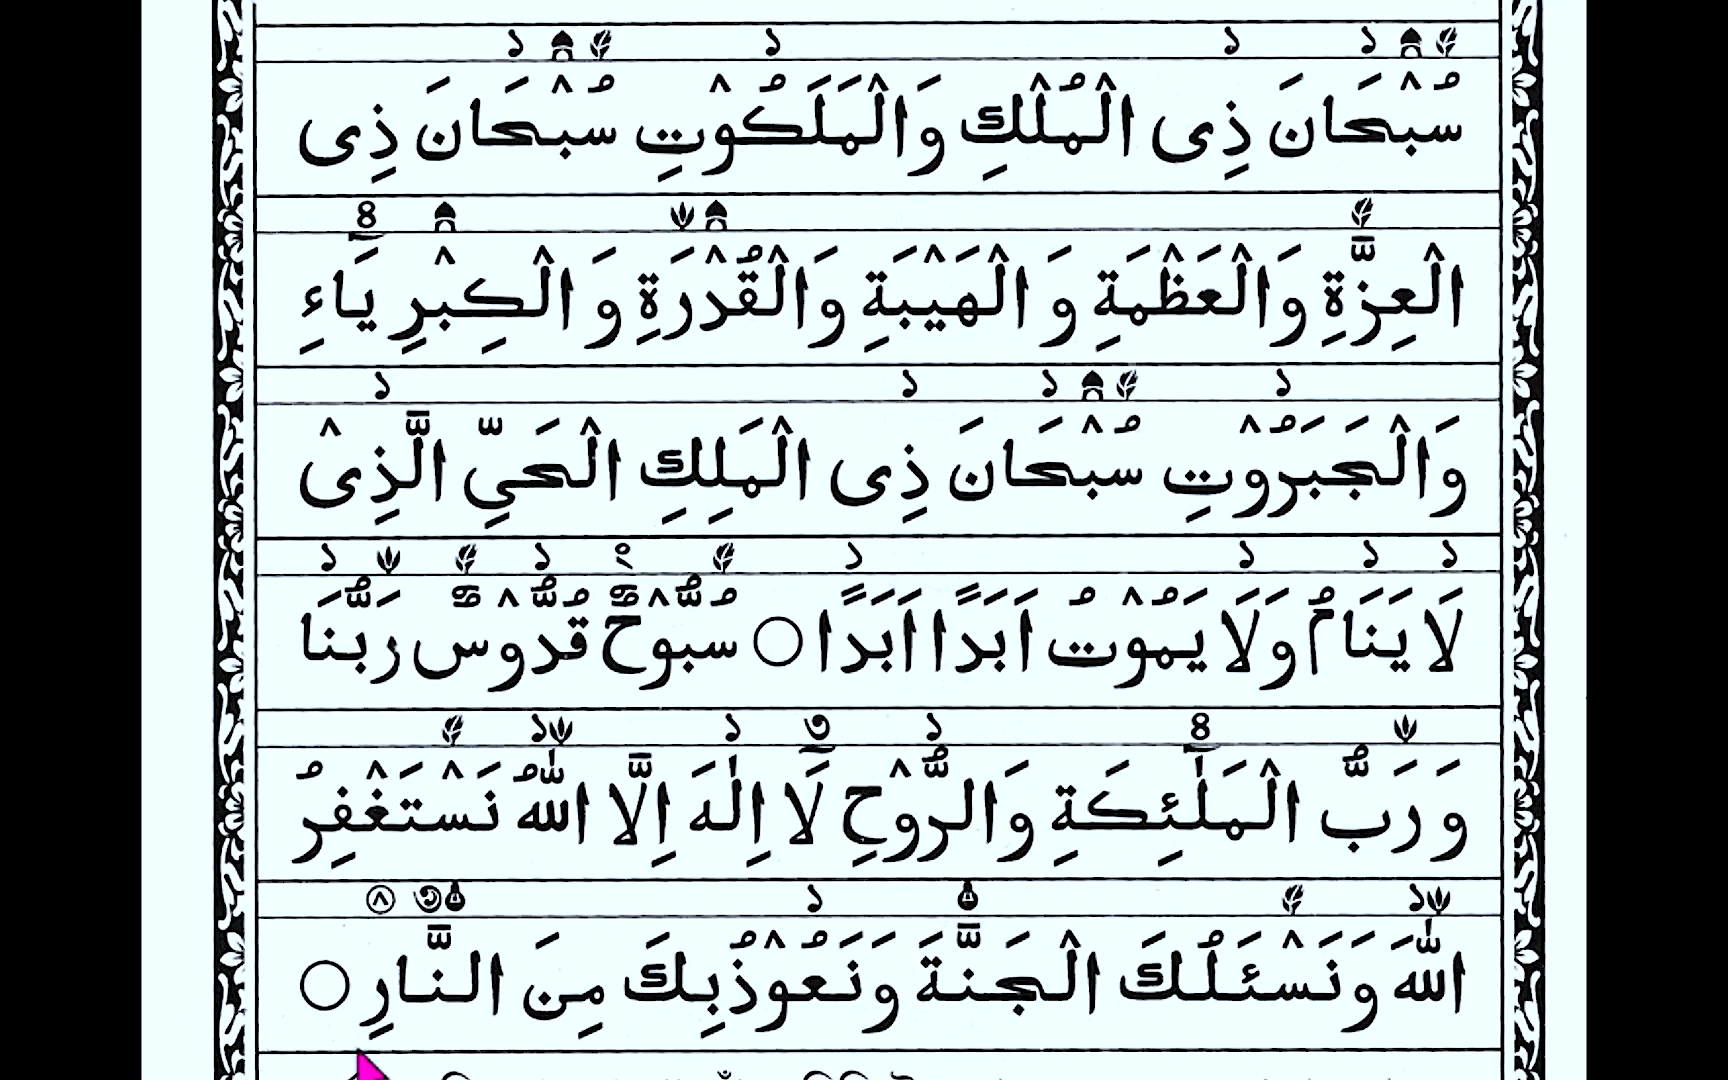 سُبْحَانَ ذِى الْمُلْكِ وَالْمَلَكُوْتِ سُبْحَانَ ذِى
الْعِزَّةِ وَالْعَظْمَةِ وَ الْهَيْبَةِ وَالْقُدْرَةِ وَ الْكِبْرِيَآءِ
وَالْجَبَرُوْتِ سُبْحَانَ ذِى الْمَلِكِ الْحَيِّ الَّذِىْ
لَا يَنَامُ وَلَا يَمُوْتُ اَبَدًا اَبَدًا ○ سُبُّوْحٌ قُدُّوْسٌ رَبُّنَا
وَ رَبُّ الْمَلٰٓئِكَةِ وَالرُّوْحِ لَآ اِلٰهَ اِلَّا اللّٰهُ نَسْتَغْفِرُ
اللّٰهَ وَنَسْئَلُكَ الْجَنَّةَ وَنَعُوْذُبِكَ مِنَ النَّارِ ○